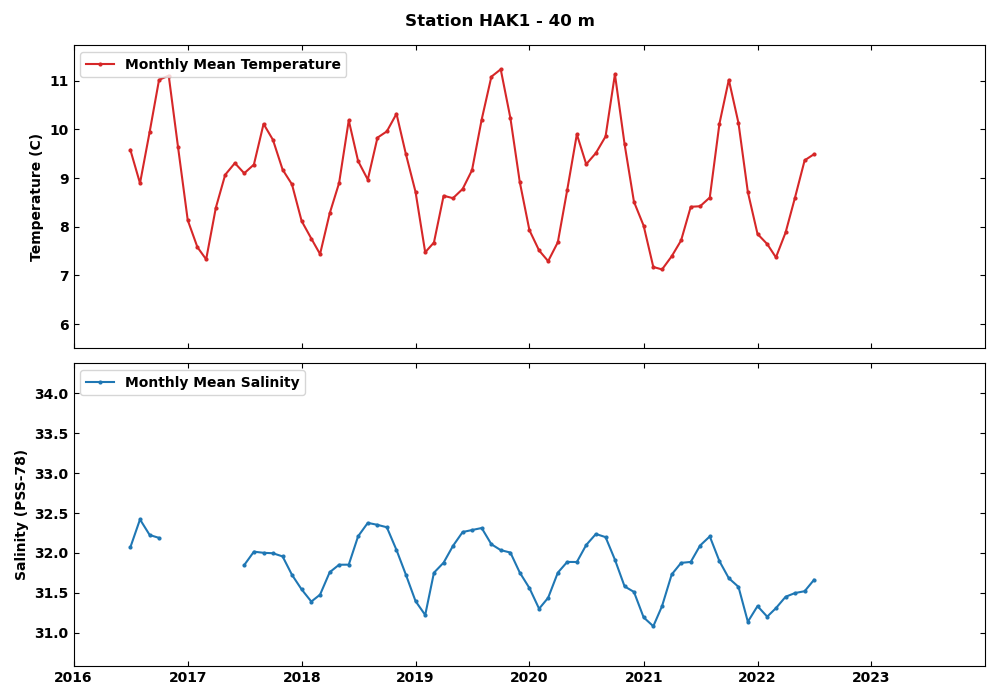 Station HAK1 - 40 m
Monthly Mean Temperature
Temperature (C)
11
10
9
8
7
6
Monthly Mean Salinity
Salinity (PSS-78)
34.0
33.5
33.0
32.5
32.0
31.5
31.0
2016 2017 2018 2019 2020 2021 2022 2023